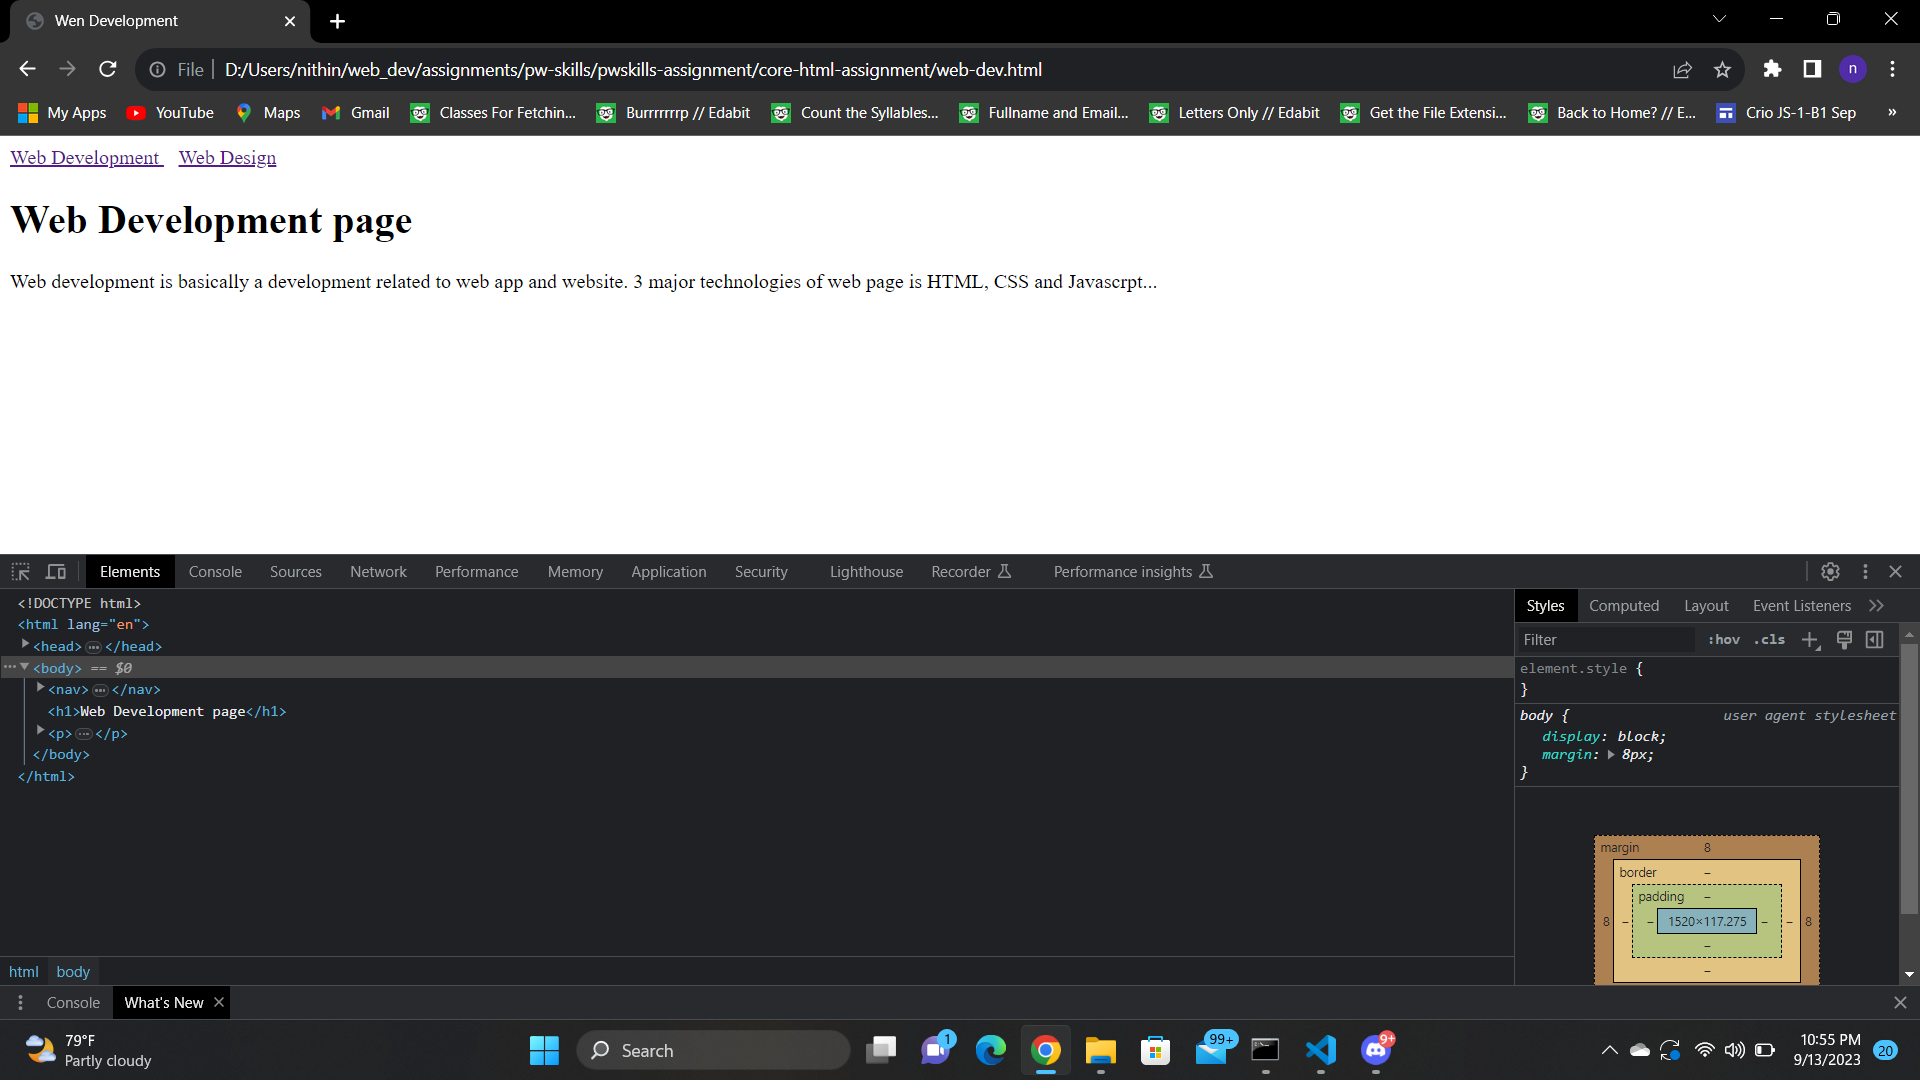 Wen Development
File D:/Users/nithin/web_dev/assignments/pw-skills/pwskills-assignment/core-html-assignment/web-dev.html
n
My Apps YouTube Maps Gmail Classes For Fetchin... Burrrrrrrp // Edabit Count the Syllables... Fullname and Email... Letters Only // Edabit Get the File Extensi... Back to Home? // E... Crio JS-1-B1 Sep »
Web Development Web Design
Web Development page
Web development is basically a development related to web app and website. 3 major technologies of web page is HTML, CSS and Javascrpt...
Elements Console Sources Network Performance Memory Application Security Lighthouse Recorder Performance insights
<!DOCTYPE html>
<html lang="en">
<head>…</head>
<body> == $0
<nav>…</nav>
<h1>Web Development page</h1>
<p>…</p>
</body>
</html>
html body
Styles Computed Layout Event Listeners
Filter :hov .cls
element.style {
}
body { user agent stylesheet
display: block;
margin: 8px;
}
margin 8
border –
padding –
8 – – 1520×117.275 – – 8
–
–
Console What's New
79°F
Partly cloudy
Search
1
99+
9+
10:55 PM
9/13/2023
20